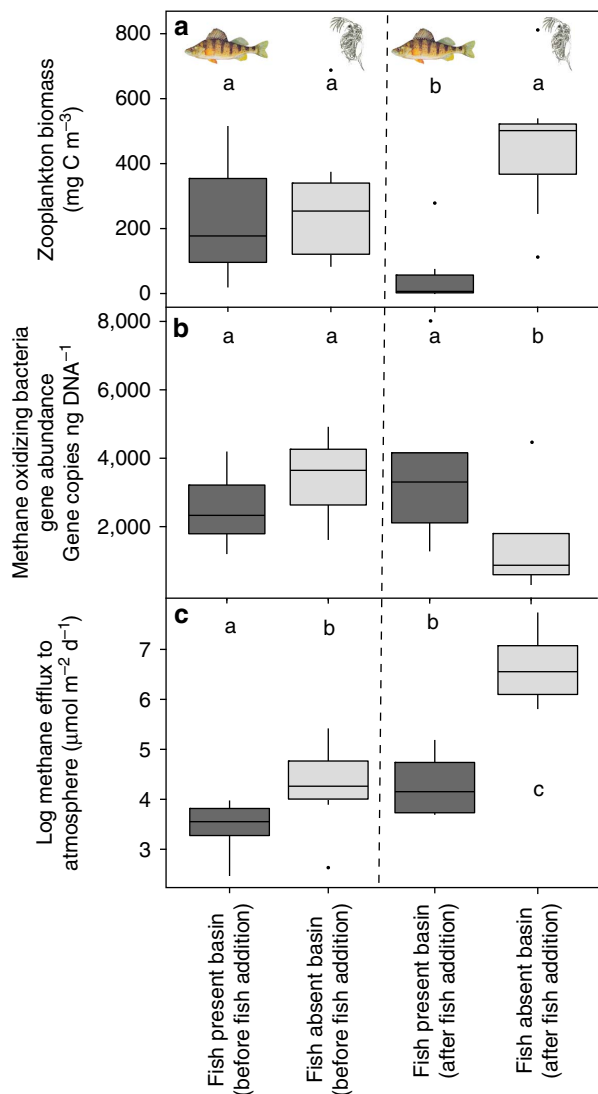 a
Zooplankton biomass
(mg C m⁻³)
800
600
400
200
0
a
a
b
a
b
Methane oxidizing bacteria
gene abundance
Gene copies ng DNA⁻¹
8,000
6,000
4,000
2,000
a
a
a
b
c
Log methane efflux to
atmosphere (μmol m⁻² d⁻¹)
7
6
5
4
3
a
b
b
c
Fish present basin
(before fish addition)
Fish absent basin
(before fish addition)
Fish present basin
(after fish addition)
Fish absent basin
(after fish addition)